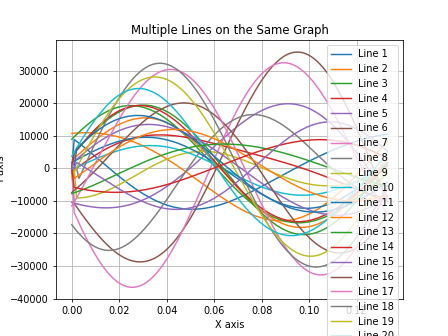 Multiple Lines on the Same Graph
30000
20000
10000
0
−10000
−20000
−30000
−40000
0.00
0.02
0.04
0.06
0.08
0.10
X axis
Line 1
Line 2
Line 3
Line 4
Line 5
Line 6
Line 7
Line 8
Line 9
Line 10
Line 11
Line 12
Line 13
Line 14
Line 15
Line 16
Line 17
Line 18
Line 19
Line 20